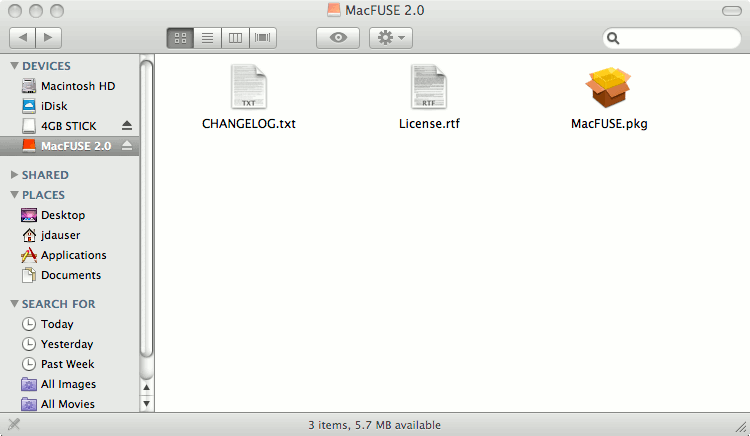 MacFUSE 2.0
DEVICES
Macintosh HD
iDisk
4GB STICK
MacFUSE 2.0
SHARED
PLACES
Desktop
jdauser
Applications
Documents
SEARCH FOR
Today
Yesterday
Past Week
All Images
All Movies
TXT
RTF
CHANGELOG.txt License.rtf MacFUSE.pkg
3 items, 5.7 MB available